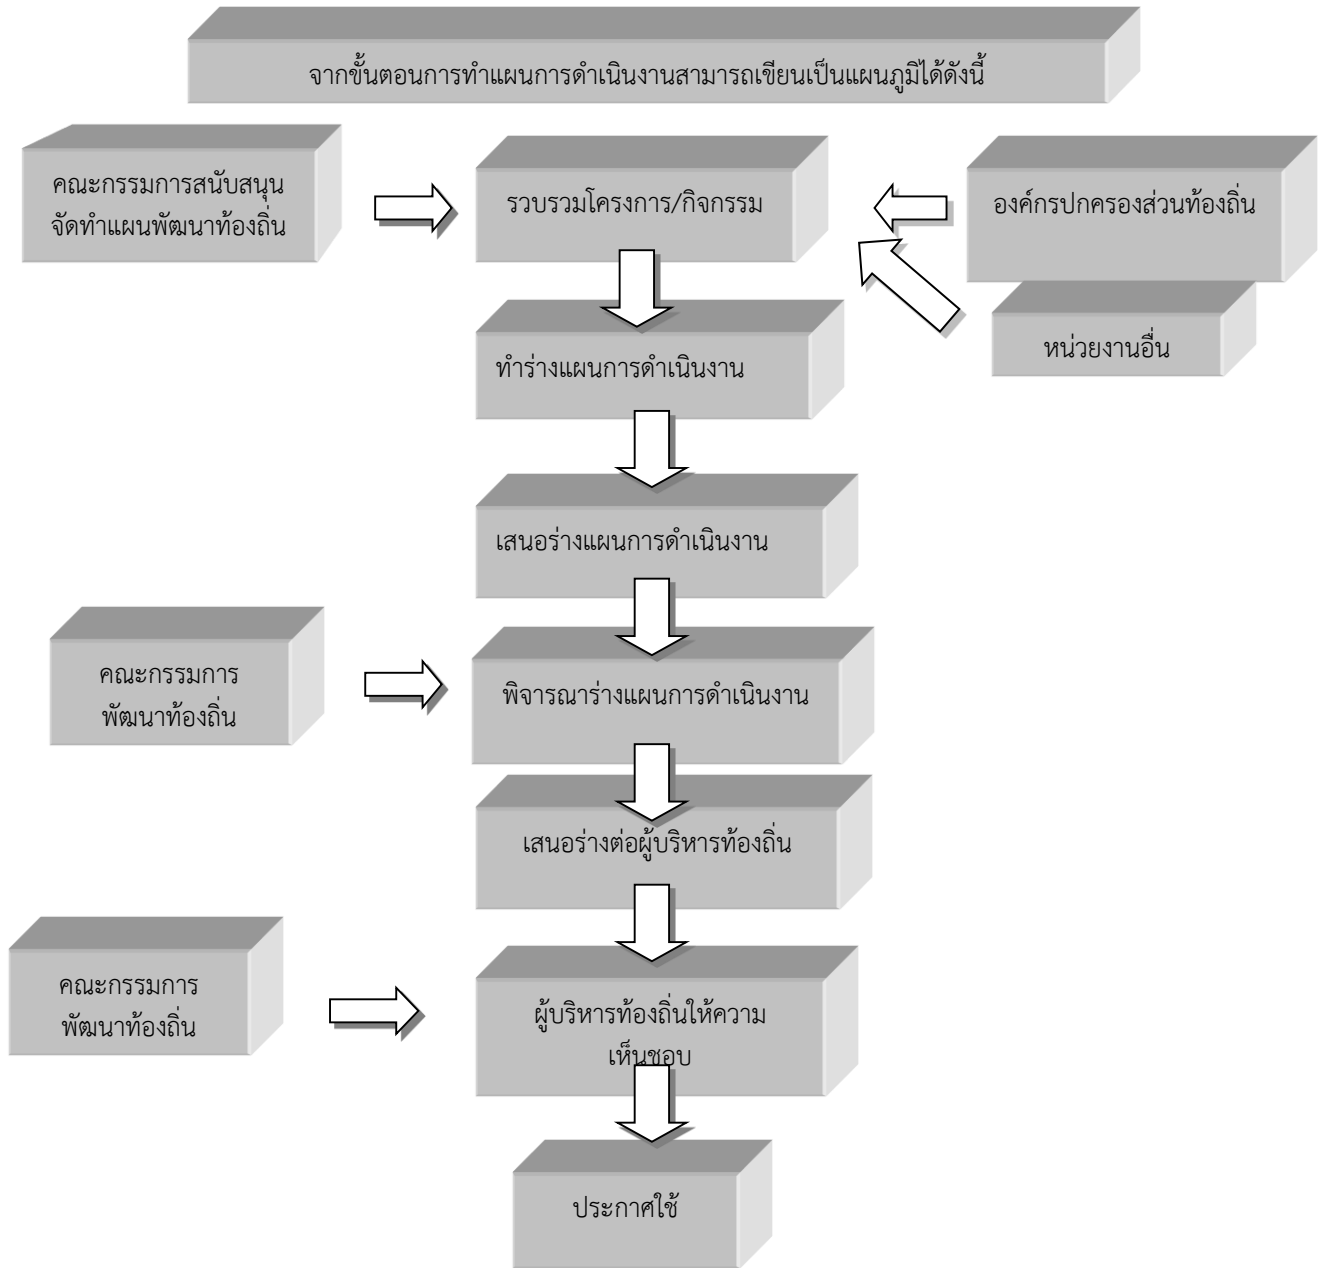 จากขั้นตอนการทำแผนการดำเนินงานสามารถเขียนเป็นแผนภูมิได้ดังนี้
คณะกรรมการสนับสนุน
จัดทำแผนพัฒนาท้องถิ่น
รวบรวมโครงการ/กิจกรรม
องค์กรปกครองส่วนท้องถิ่น
หน่วยงานอื่น
ทำร่างแผนการดำเนินงาน
เสนอร่างแผนการดำเนินงาน
คณะกรรมการ
พัฒนาท้องถิ่น
พิจารณาร่างแผนการดำเนินงาน
เสนอร่างต่อผู้บริหารท้องถิ่น
คณะกรรมการ
พัฒนาท้องถิ่น
ผู้บริหารท้องถิ่นให้ความ
เห็นชอบ
ประกาศใช้